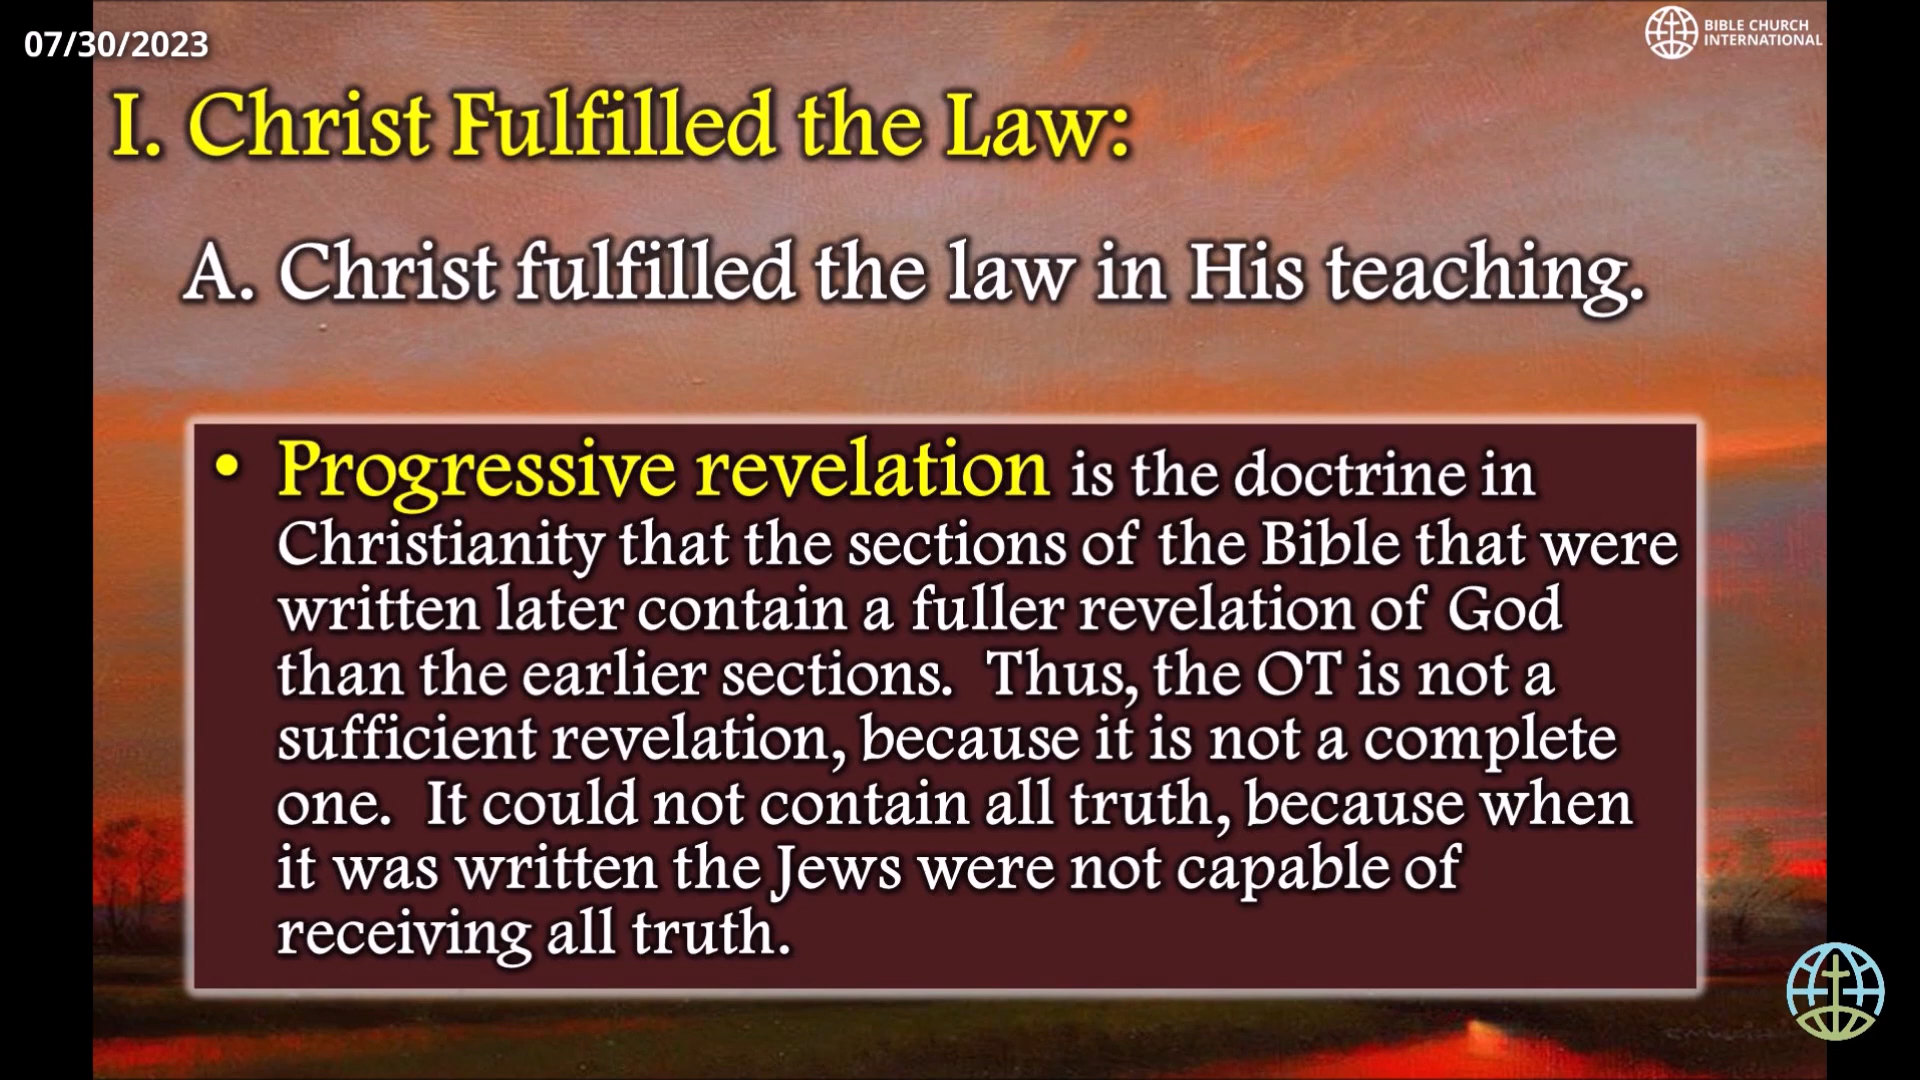 07/30/2023
BIBLE CHURCH
INTERNATIONAL
I. Christ Fulfilled the Law:
A. Christ fulfilled the law in His teaching.
• Progressive revelation is the doctrine in
Christianity that the sections of the Bible that were
written later contain a fuller revelation of God
than the earlier sections.  Thus, the OT is not a
sufficient revelation, because it is not a complete
one.  It could not contain all truth, because when
it was written the Jews were not capable of
receiving all truth.